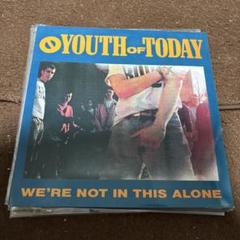 YOUTH OF TODAY
WE'RE NOT IN THIS ALONE